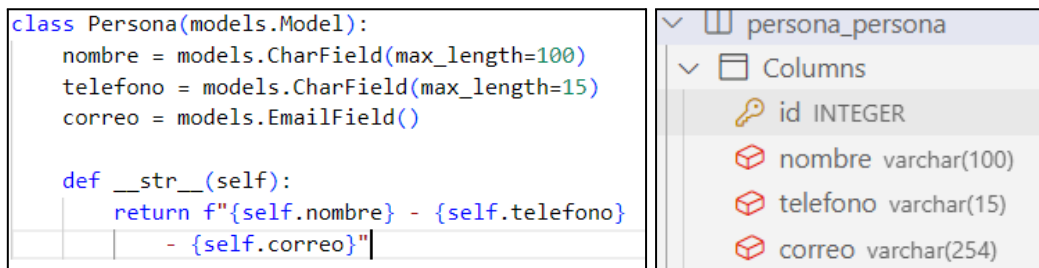 class Persona(models.Model):
    nombre = models.CharField(max_length=100)
    telefono = models.CharField(max_length=15)
    correo = models.EmailField()
    def __str__(self):
        return f"{self.nombre} - {self.telefono}
            - {self.correo}"
persona_persona
Columns
id INTEGER
nombre varchar(100)
telefono varchar(15)
correo varchar(254)